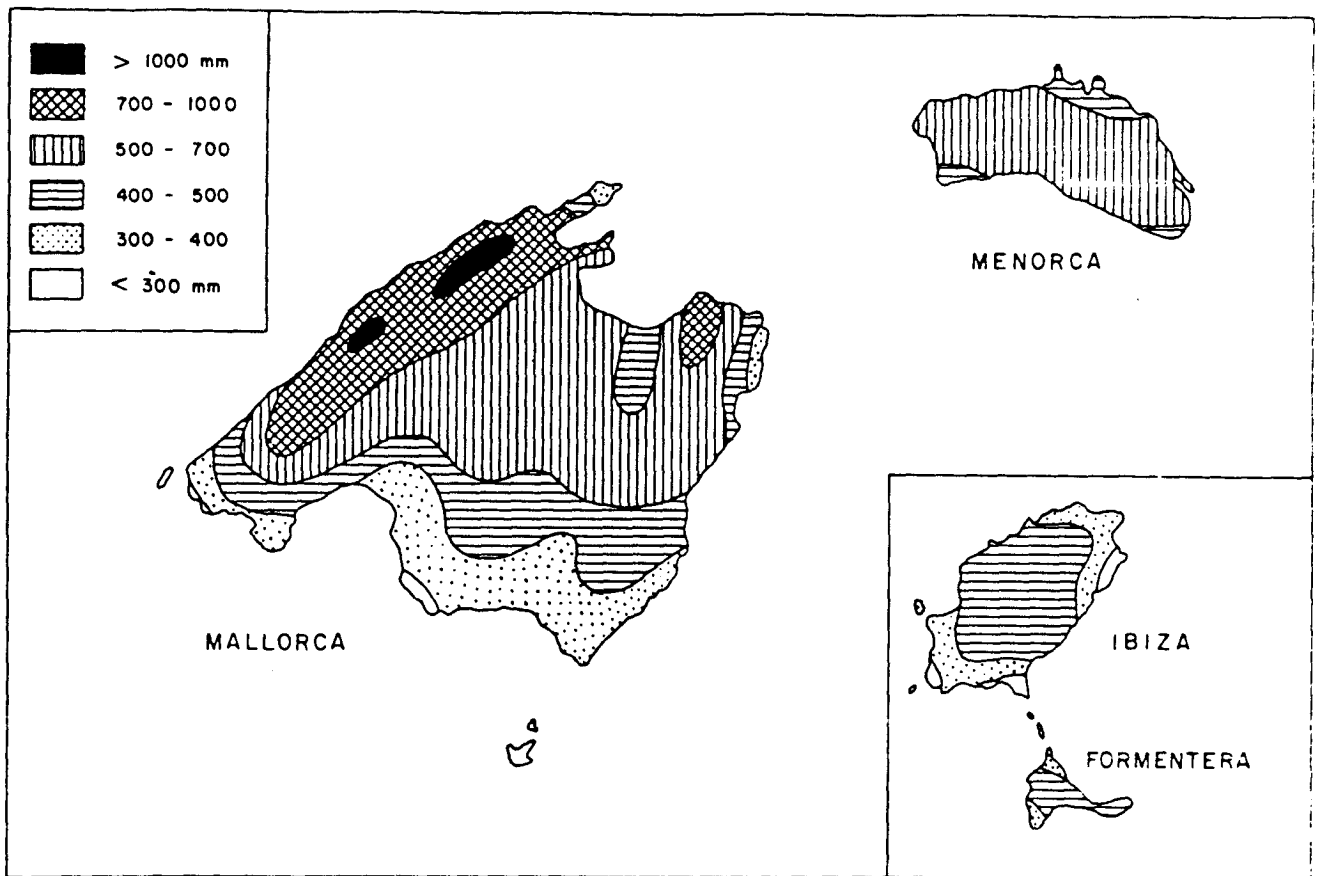 > 1000 mm
700 - 1000
500 - 700
400 - 500
300 - 400
< 300 mm
MENORCA
MALLORCA
IBIZA
FORMENTERA